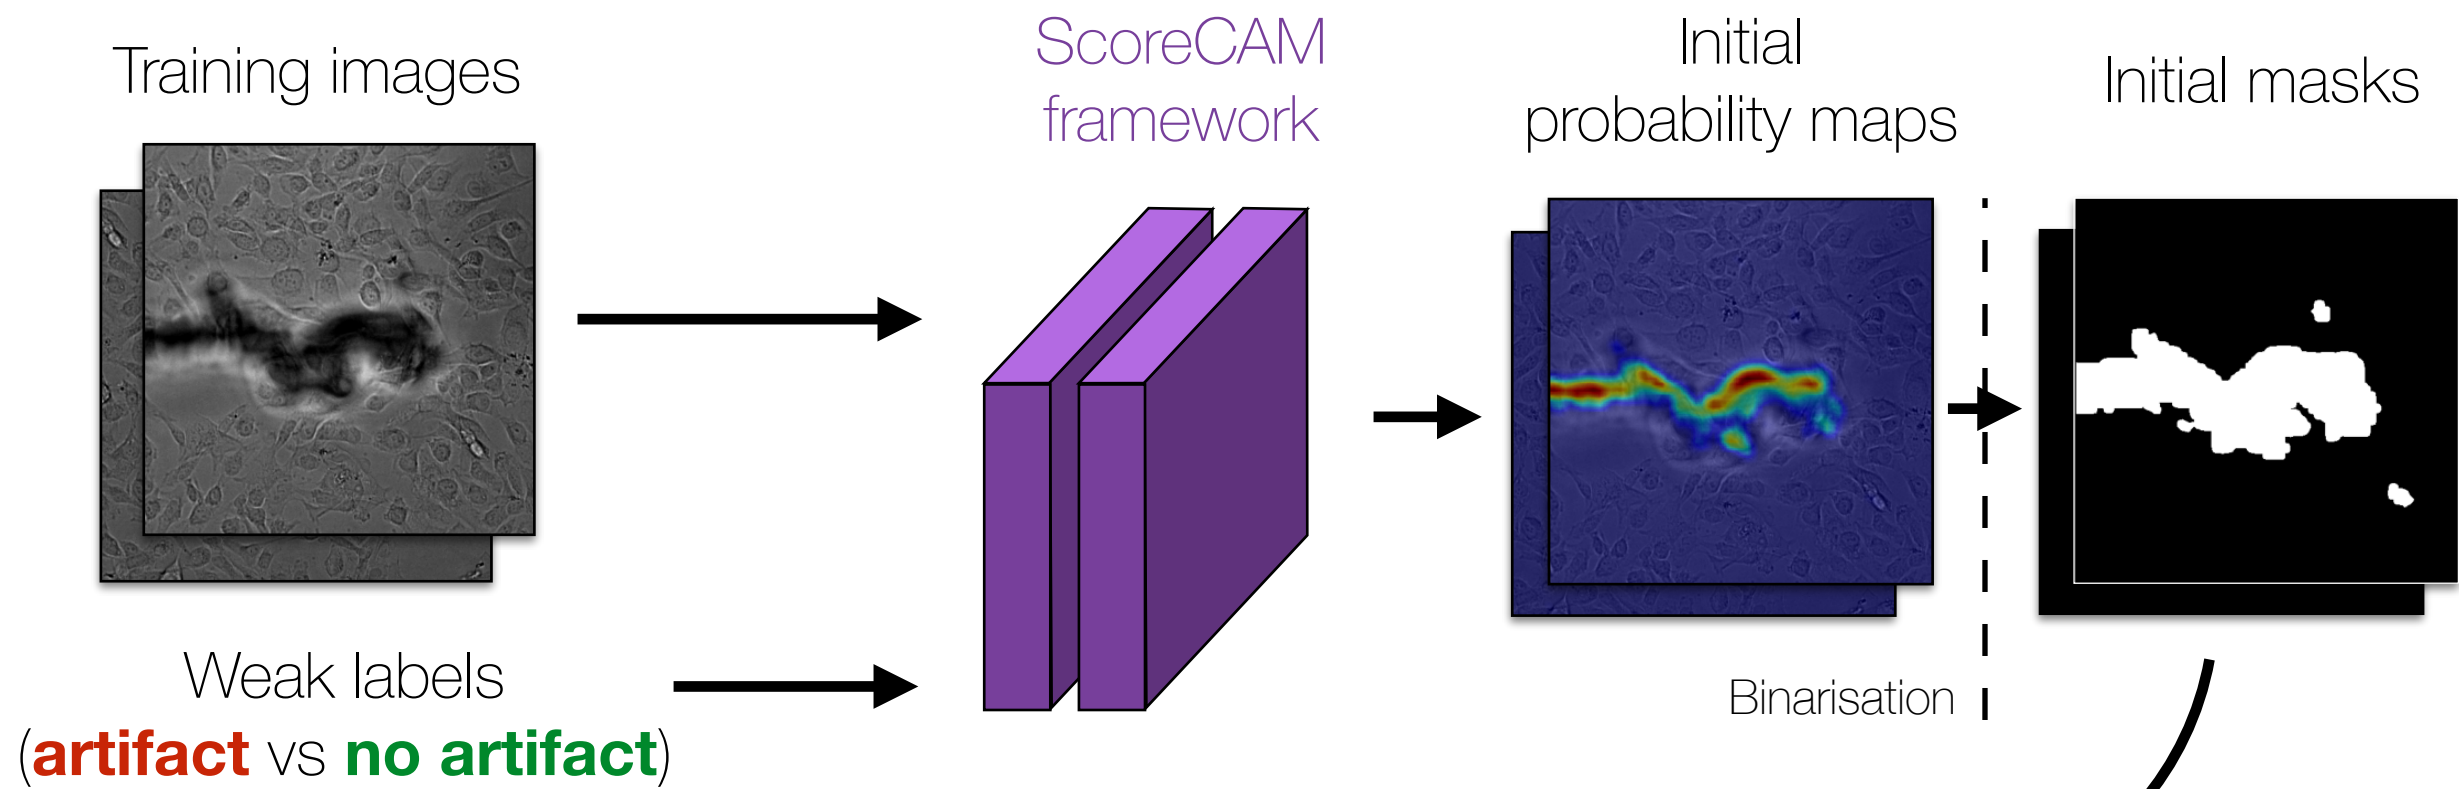 Training images
ScoreCAM
framework
Initial
probability maps
Initial masks
Weak labels
(artifact vs no artifact)
Binarisation